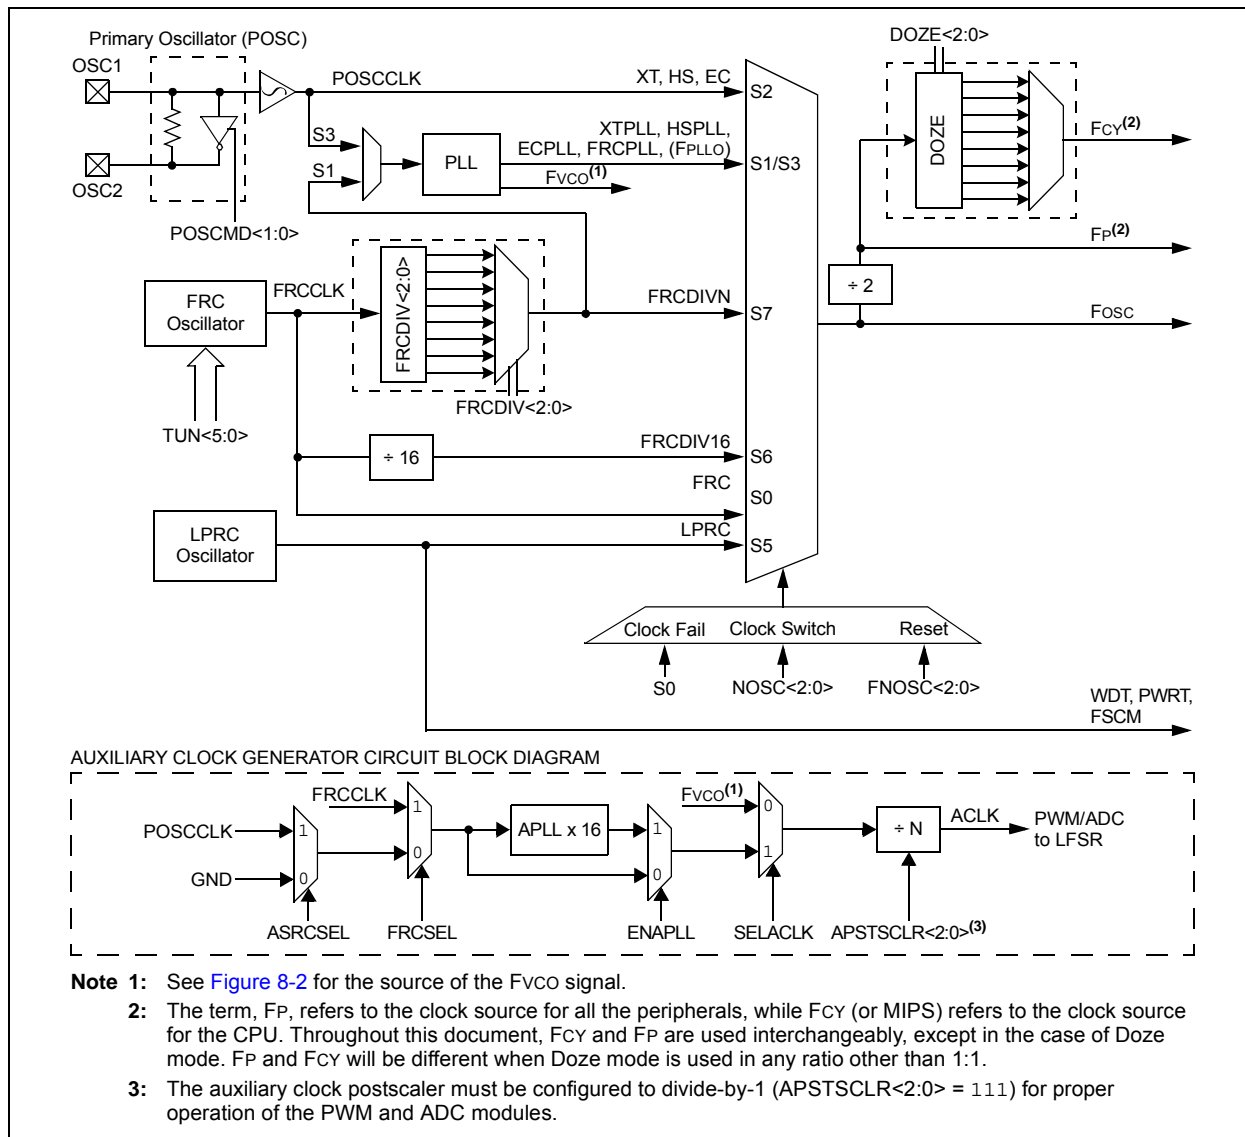 Primary Oscillator (POSC)
DOZE<2:0>
OSC1
POSCCLK
XT, HS, EC
S2
DOZE
FCY(2)
S3
XTPLL, HSPLL,
ECPLL, FRCPLL, (FPLLO)
PLL
S1/S3
S1
FVCO(1)
OSC2
POSCMD<1:0>
FP(2)
FRCCLK
FRCDIV<2:0>
÷ 2
FRC
Oscillator
FRCDIVN
S7
FOSC
FRCDIV<2:0>
TUN<5:0>
÷ 16
FRCDIV16
S6
FRC
S0
LPRC
Oscillator
LPRC
S5
Clock Fail
Clock Switch
Reset
S0
NOSC<2:0>
FNOSC<2:0>
WDT, PWRT,
FSCM
AUXILIARY CLOCK GENERATOR CIRCUIT BLOCK DIAGRAM
FRCCLK
1
FVCO(1)
0
POSCCLK
1
APLL x 16
1
÷ N
ACLK
PWM/ADC
to LFSR
0
1
GND
0
0
ASRCSEL
FRCSEL
ENAPLL
SELACLK
APSTSCLR<2:0>(3)
Note 1: See Figure 8-2 for the source of the FVCO signal.
2: The term, FP, refers to the clock source for all the peripherals, while FCY (or MIPS) refers to the clock source
for the CPU. Throughout this document, FCY and FP are used interchangeably, except in the case of Doze
mode. FP and FCY will be different when Doze mode is used in any ratio other than 1:1.
3: The auxiliary clock postscaler must be configured to divide-by-1 (APSTSCLR<2:0> = 111) for proper
operation of the PWM and ADC modules.